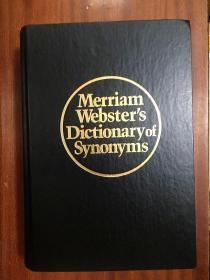 Merriam
Webster's
Dictionary of
Synonyms